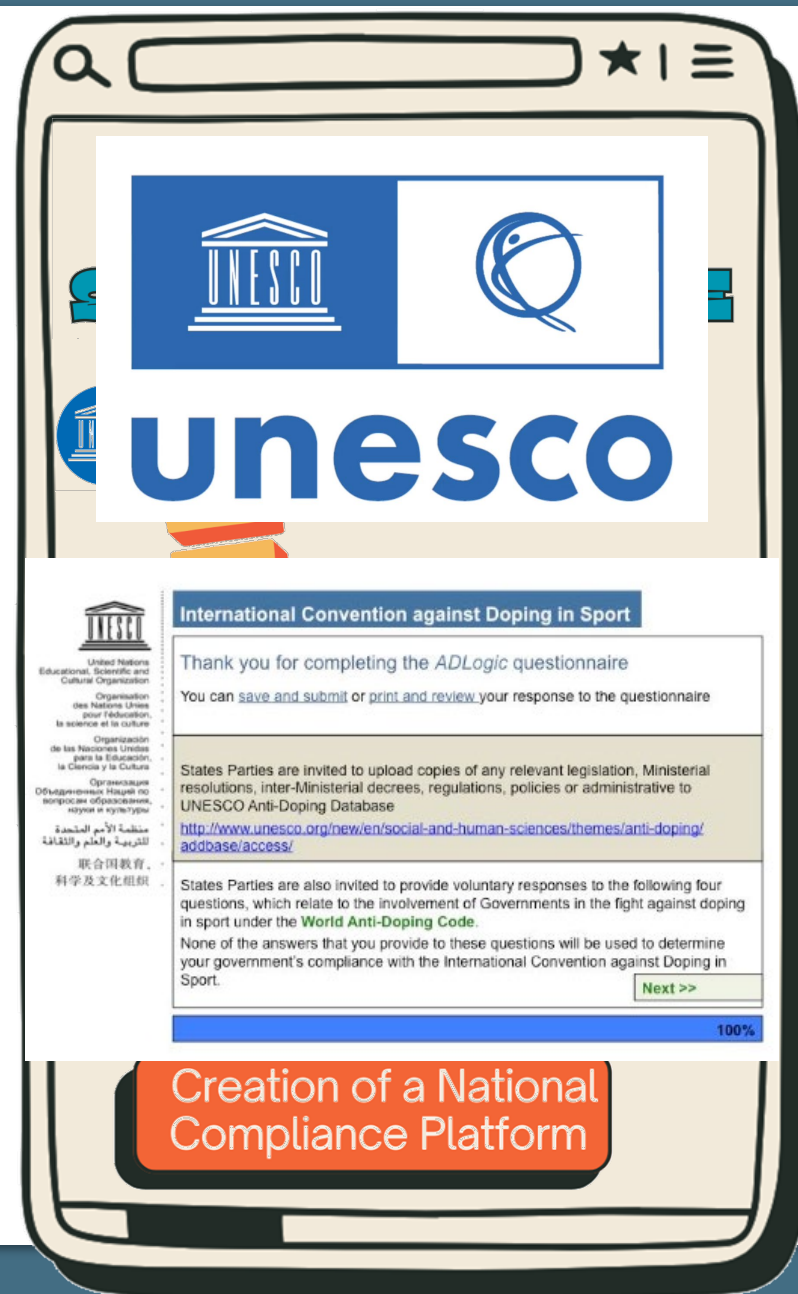 UNESCO
unesco
UNESCO
United Nations
Educational, Scientific and
Cultural Organization
Organisation
des Nations Unies
pour l'éducation,
la science et la culture
Organización
de las Naciones Unidas
para la Educación,
la Ciencia y la Cultura
Организация
Объединенных Наций по
вопросам образования,
науки и культуры
منظمة الأمم المتحدة
للتربية والعلم والثقافة
联合国教育、
科学及文化组织
International Convention against Doping in Sport
Thank you for completing the ADLogic questionnaire
You can save and submit or print and review your response to the questionnaire
States Parties are invited to upload copies of any relevant legislation, Ministerial
resolutions, inter-Ministerial decrees, regulations, policies or administrative to
UNESCO Anti-Doping Database
http://www.unesco.org/new/en/social-and-human-sciences/themes/anti-doping/
addbase/access/
States Parties are also invited to provide voluntary responses to the following four
questions, which relate to the involvement of Governments in the fight against doping
in sport under the World Anti-Doping Code.
None of the answers that you provide to these questions will be used to determine
your government's compliance with the International Convention against Doping in
Sport.
Next >>
100%
Creation of a National
Compliance Platform